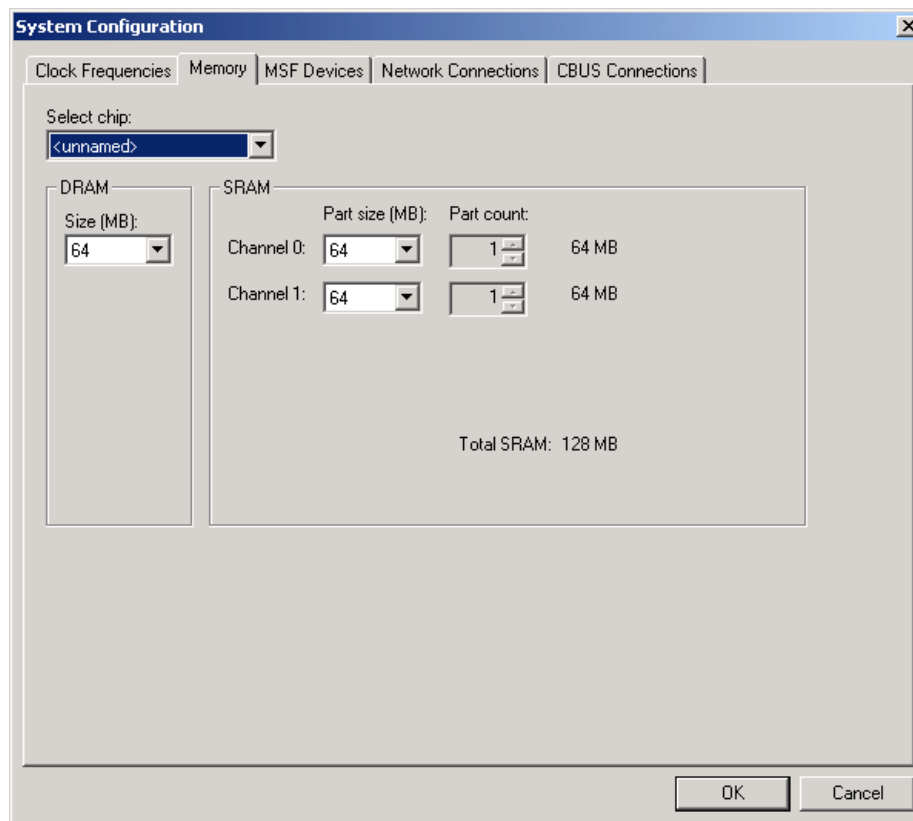 System Configuration
Clock Frequencies Memory MSF Devices Network Connections CBUS Connections
Select chip:
<unnamed>
DRAM SRAM
Size (MB): Part size (MB): Part count:
64 Channel 0: 64 1 64 MB
Channel 1: 64 1 64 MB
Total SRAM: 128 MB
OK Cancel